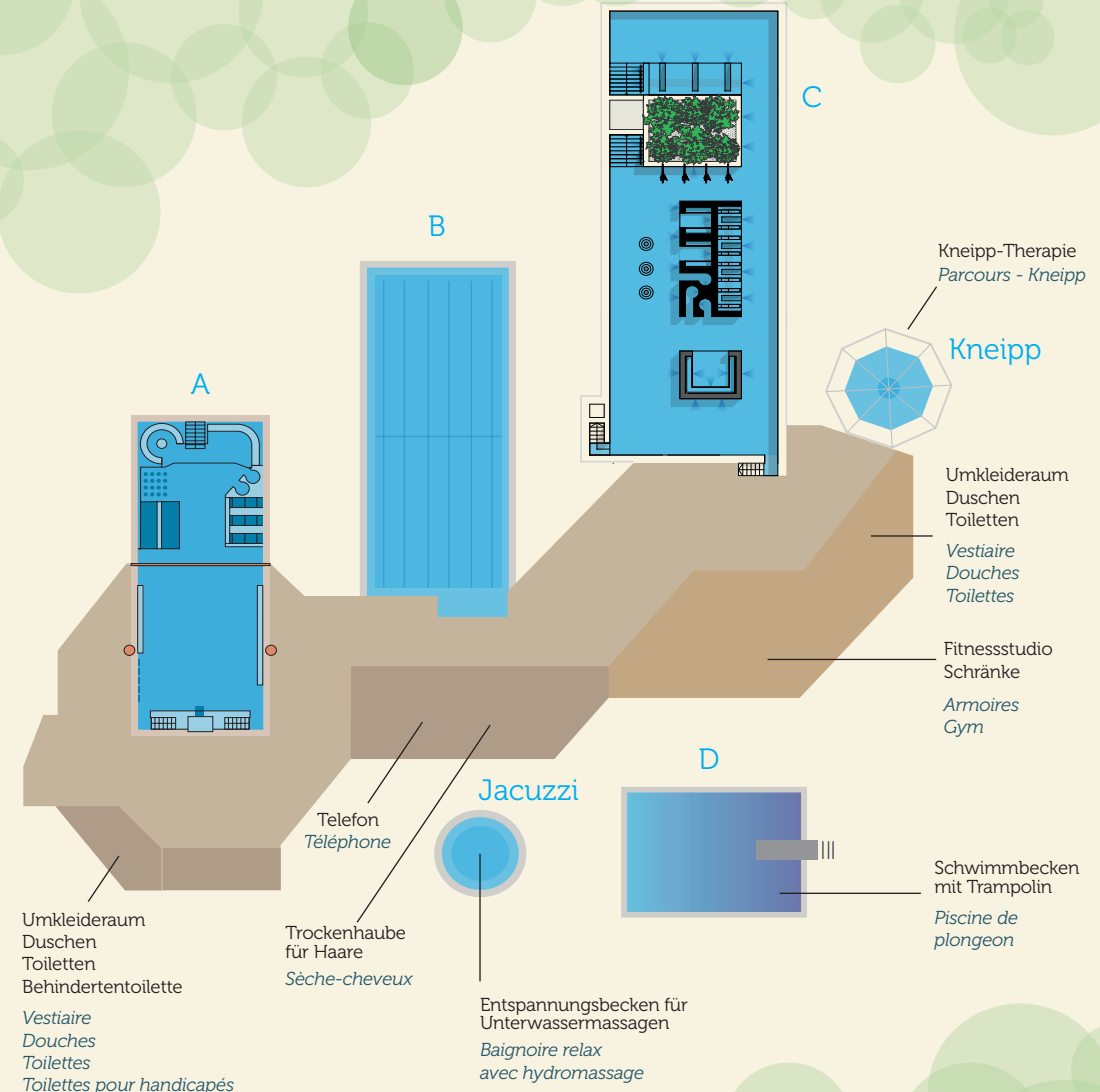 C
B
Kneipp-Therapie
Parcours - Kneipp
Kneipp
A
Umkleideraum
Duschen
Toiletten
Vestiaire
Douches
Toilettes
Fitnessstudio
Schränke
Armoires
Gym
D
Jacuzzi
Telefon
Téléphone
Schwimmbecken
mit Trampolin
Piscine de
plongeon
Umkleideraum
Duschen
Toiletten
Behindertentoilette
Vestiaire
Douches
Toilettes
Toilettes pour handicapés
Trockenhaube
für Haare
Sèche-cheveux
Entspannungsbecken für
Unterwassermassagen
Baignoire relax
avec hydromassage